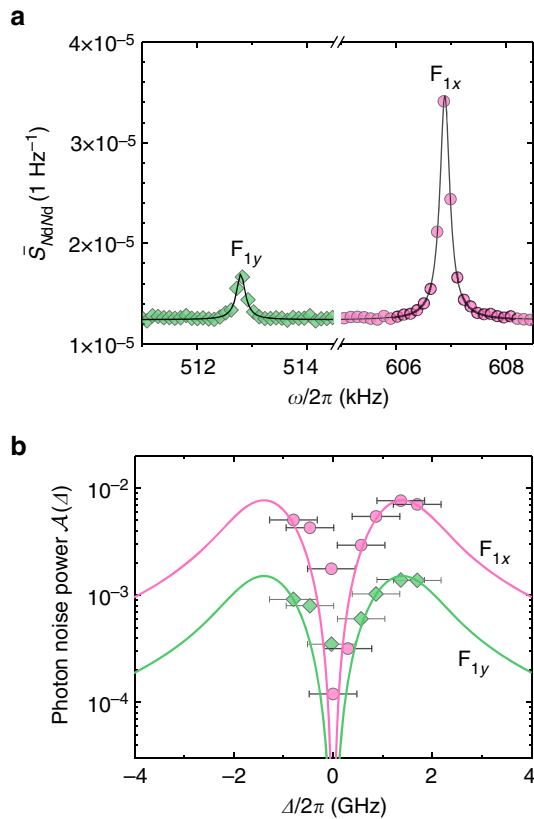 a
4×10⁻⁵
3×10⁻⁵
2×10⁻⁵
1×10⁻⁵
S̄NdNd (1 Hz⁻¹)
F1y
F1x
512 514 606 608
ω/2π (kHz)
b
10⁻²
10⁻³
10⁻⁴
Photon noise power 𝒜(Δ)
F1x
F1y
−4 −2 0 2 4
Δ/2π (GHz)